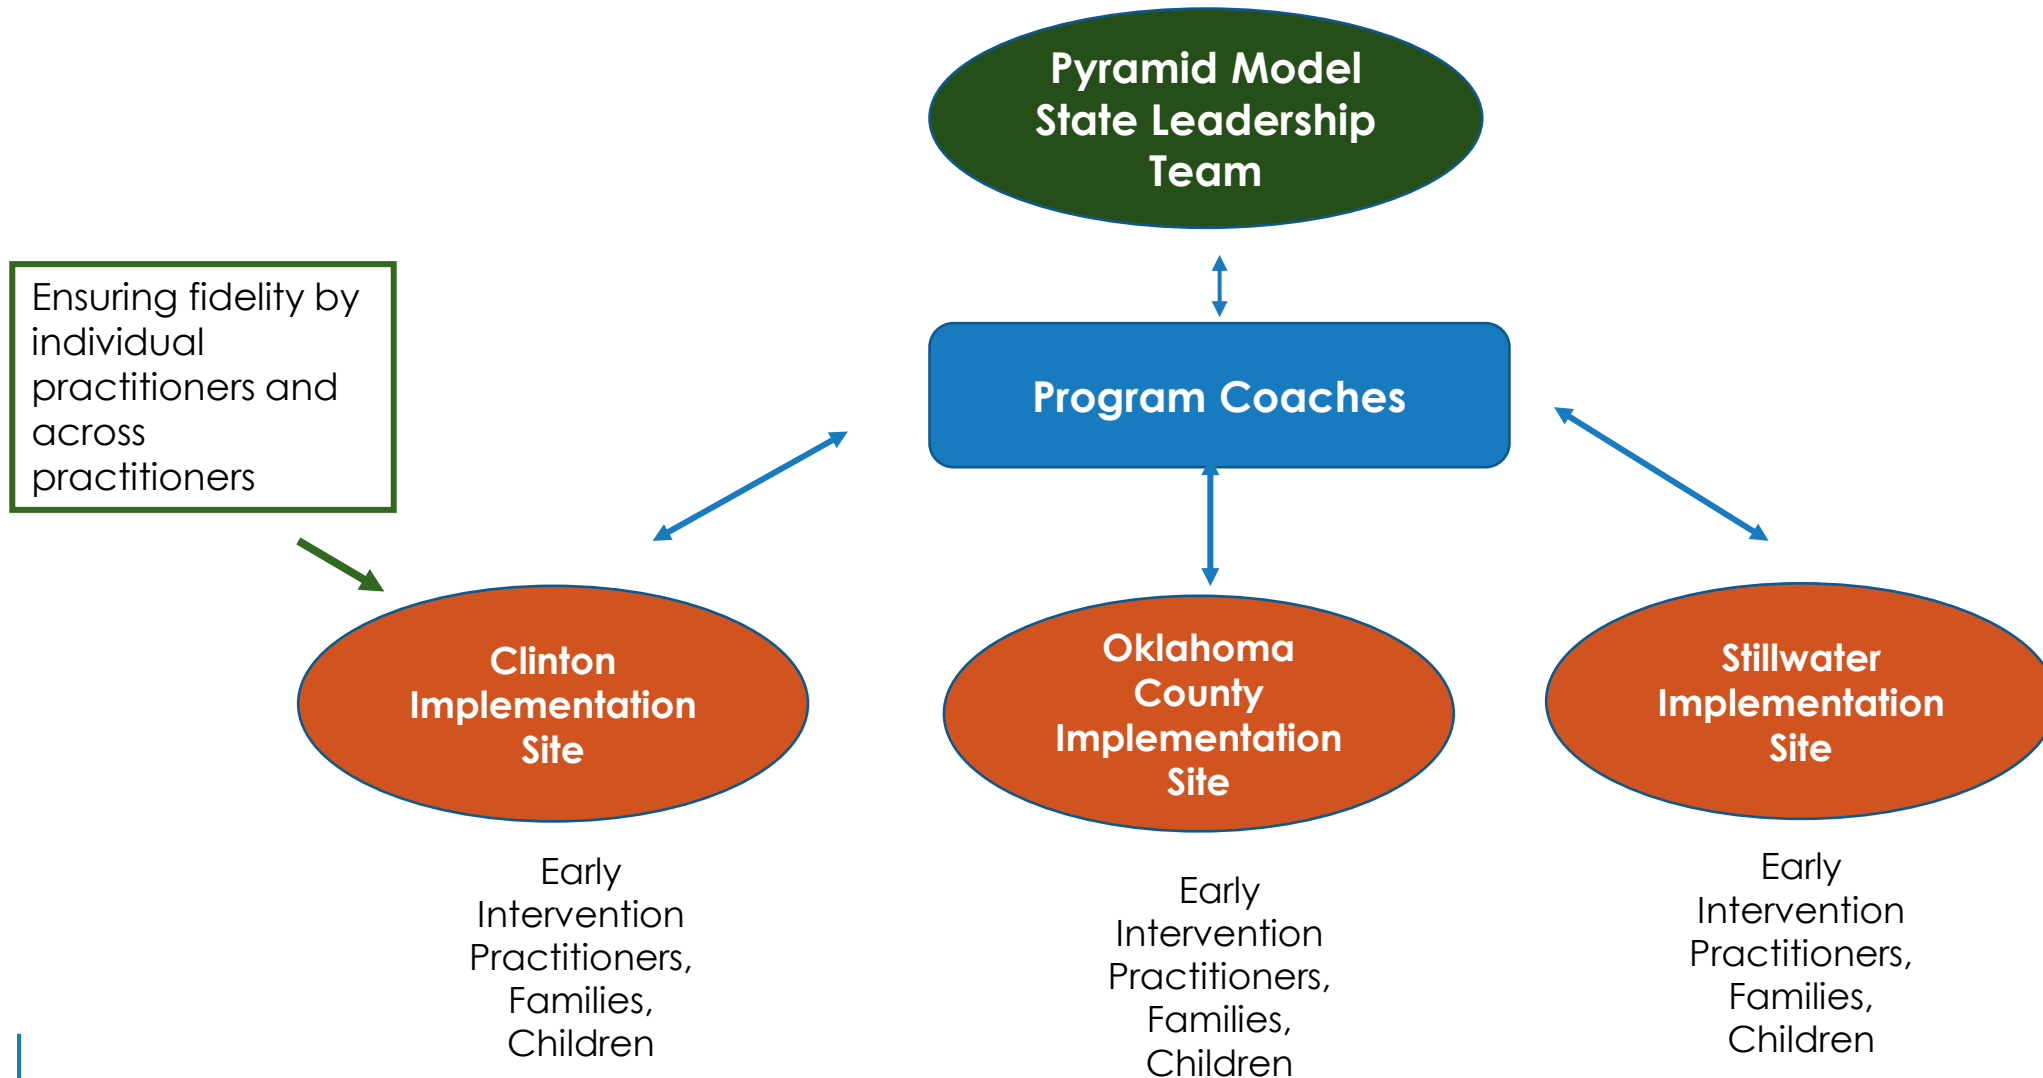 Pyramid Model
State Leadership
Team
Ensuring fidelity by
individual
practitioners and
across
practitioners
Program Coaches
Clinton
Implementation
Site
Oklahoma
County
Implementation
Site
Stillwater
Implementation
Site
Early
Intervention
Practitioners,
Families,
Children
Early
Intervention
Practitioners,
Families,
Children
Early
Intervention
Practitioners,
Families,
Children